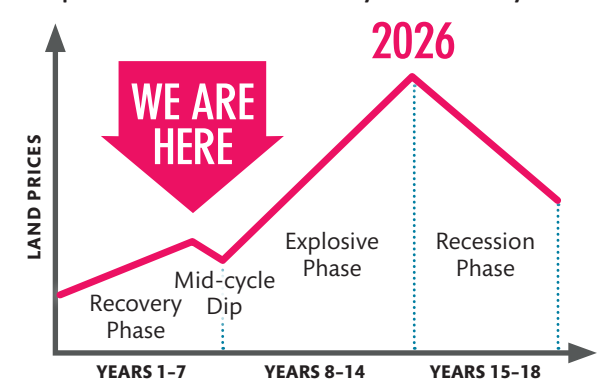 2026
WE ARE
HERE
LAND PRICES
Explosive
Phase
Recession
Phase
Mid-cycle
Dip
Recovery
Phase
YEARS 1–7
YEARS 8–14
YEARS 15–18